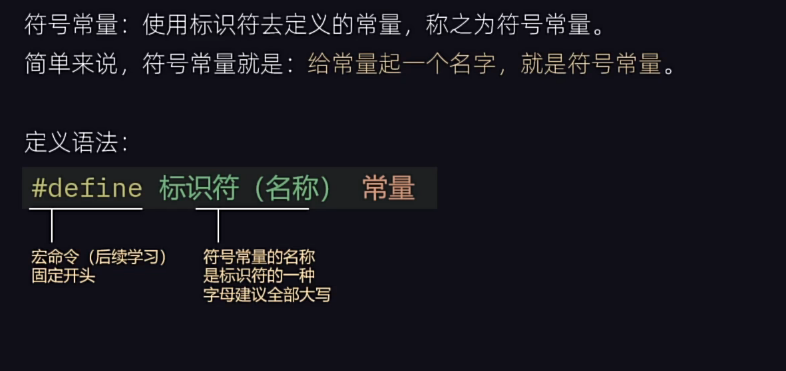 符号常量：使用标识符去定义的常量，称之为符号常量。
简单来说，符号常量就是：给常量起一个名字，就是符号常量。
定义语法：
#define 标识符（名称） 常量
宏命令（后续学习）
固定开头
符号常量的名称
是标识符的一种
字母建议全部大写